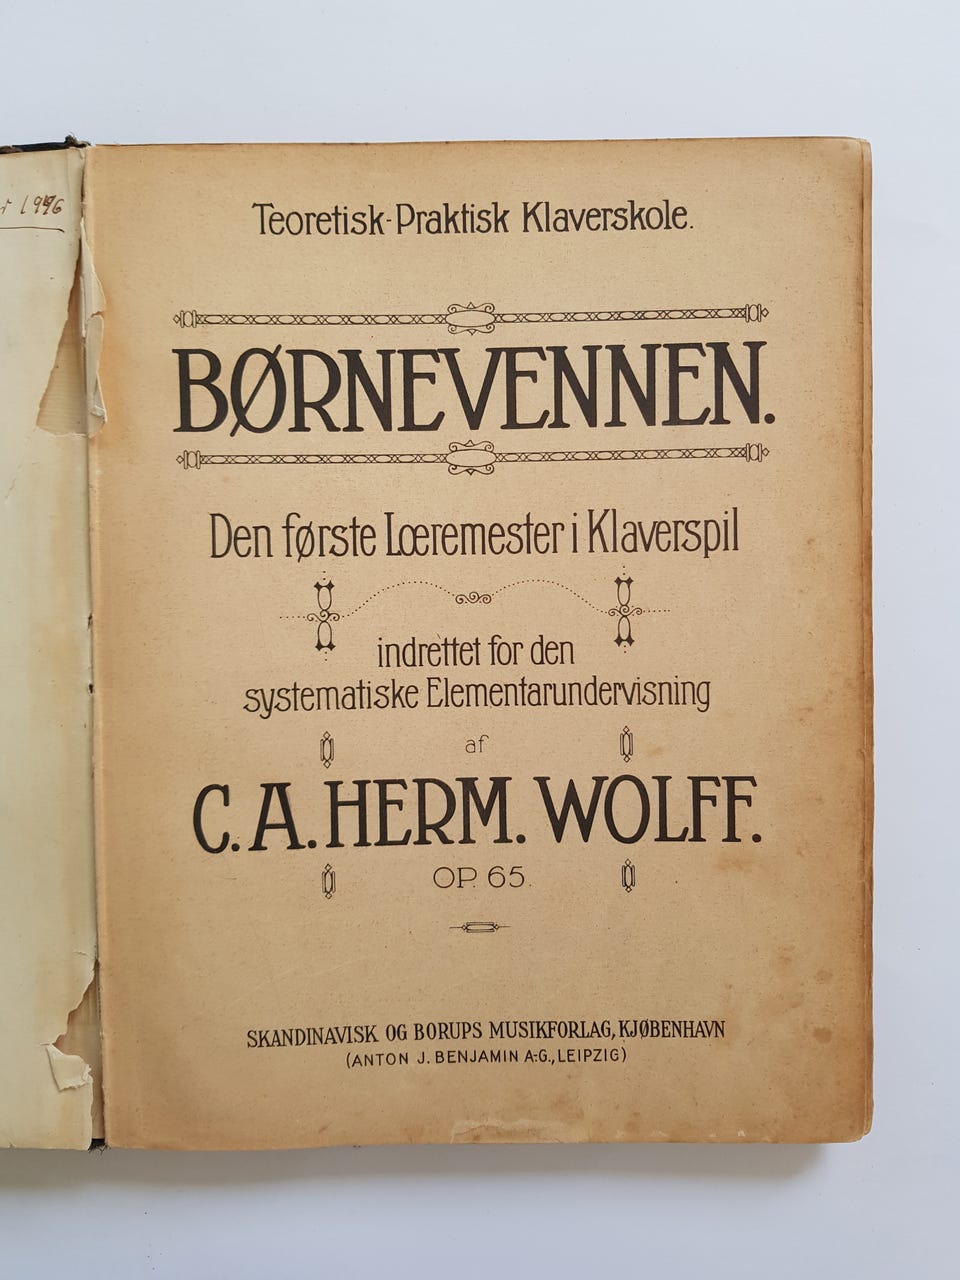 1946
Teoretisk-Praktisk Klaverskole.
BØRNEVENNEN.
Den første Læremester i Klaverspil
indrettet for den
systematiske Elementarundervisning
af
C. A. HERM. WOLFF.
OP. 65.
SKANDINAVISK OG BORUPS MUSIKFORLAG, KJØBENHAVN
(ANTON J. BENJAMIN A.-G., LEIPZIG)